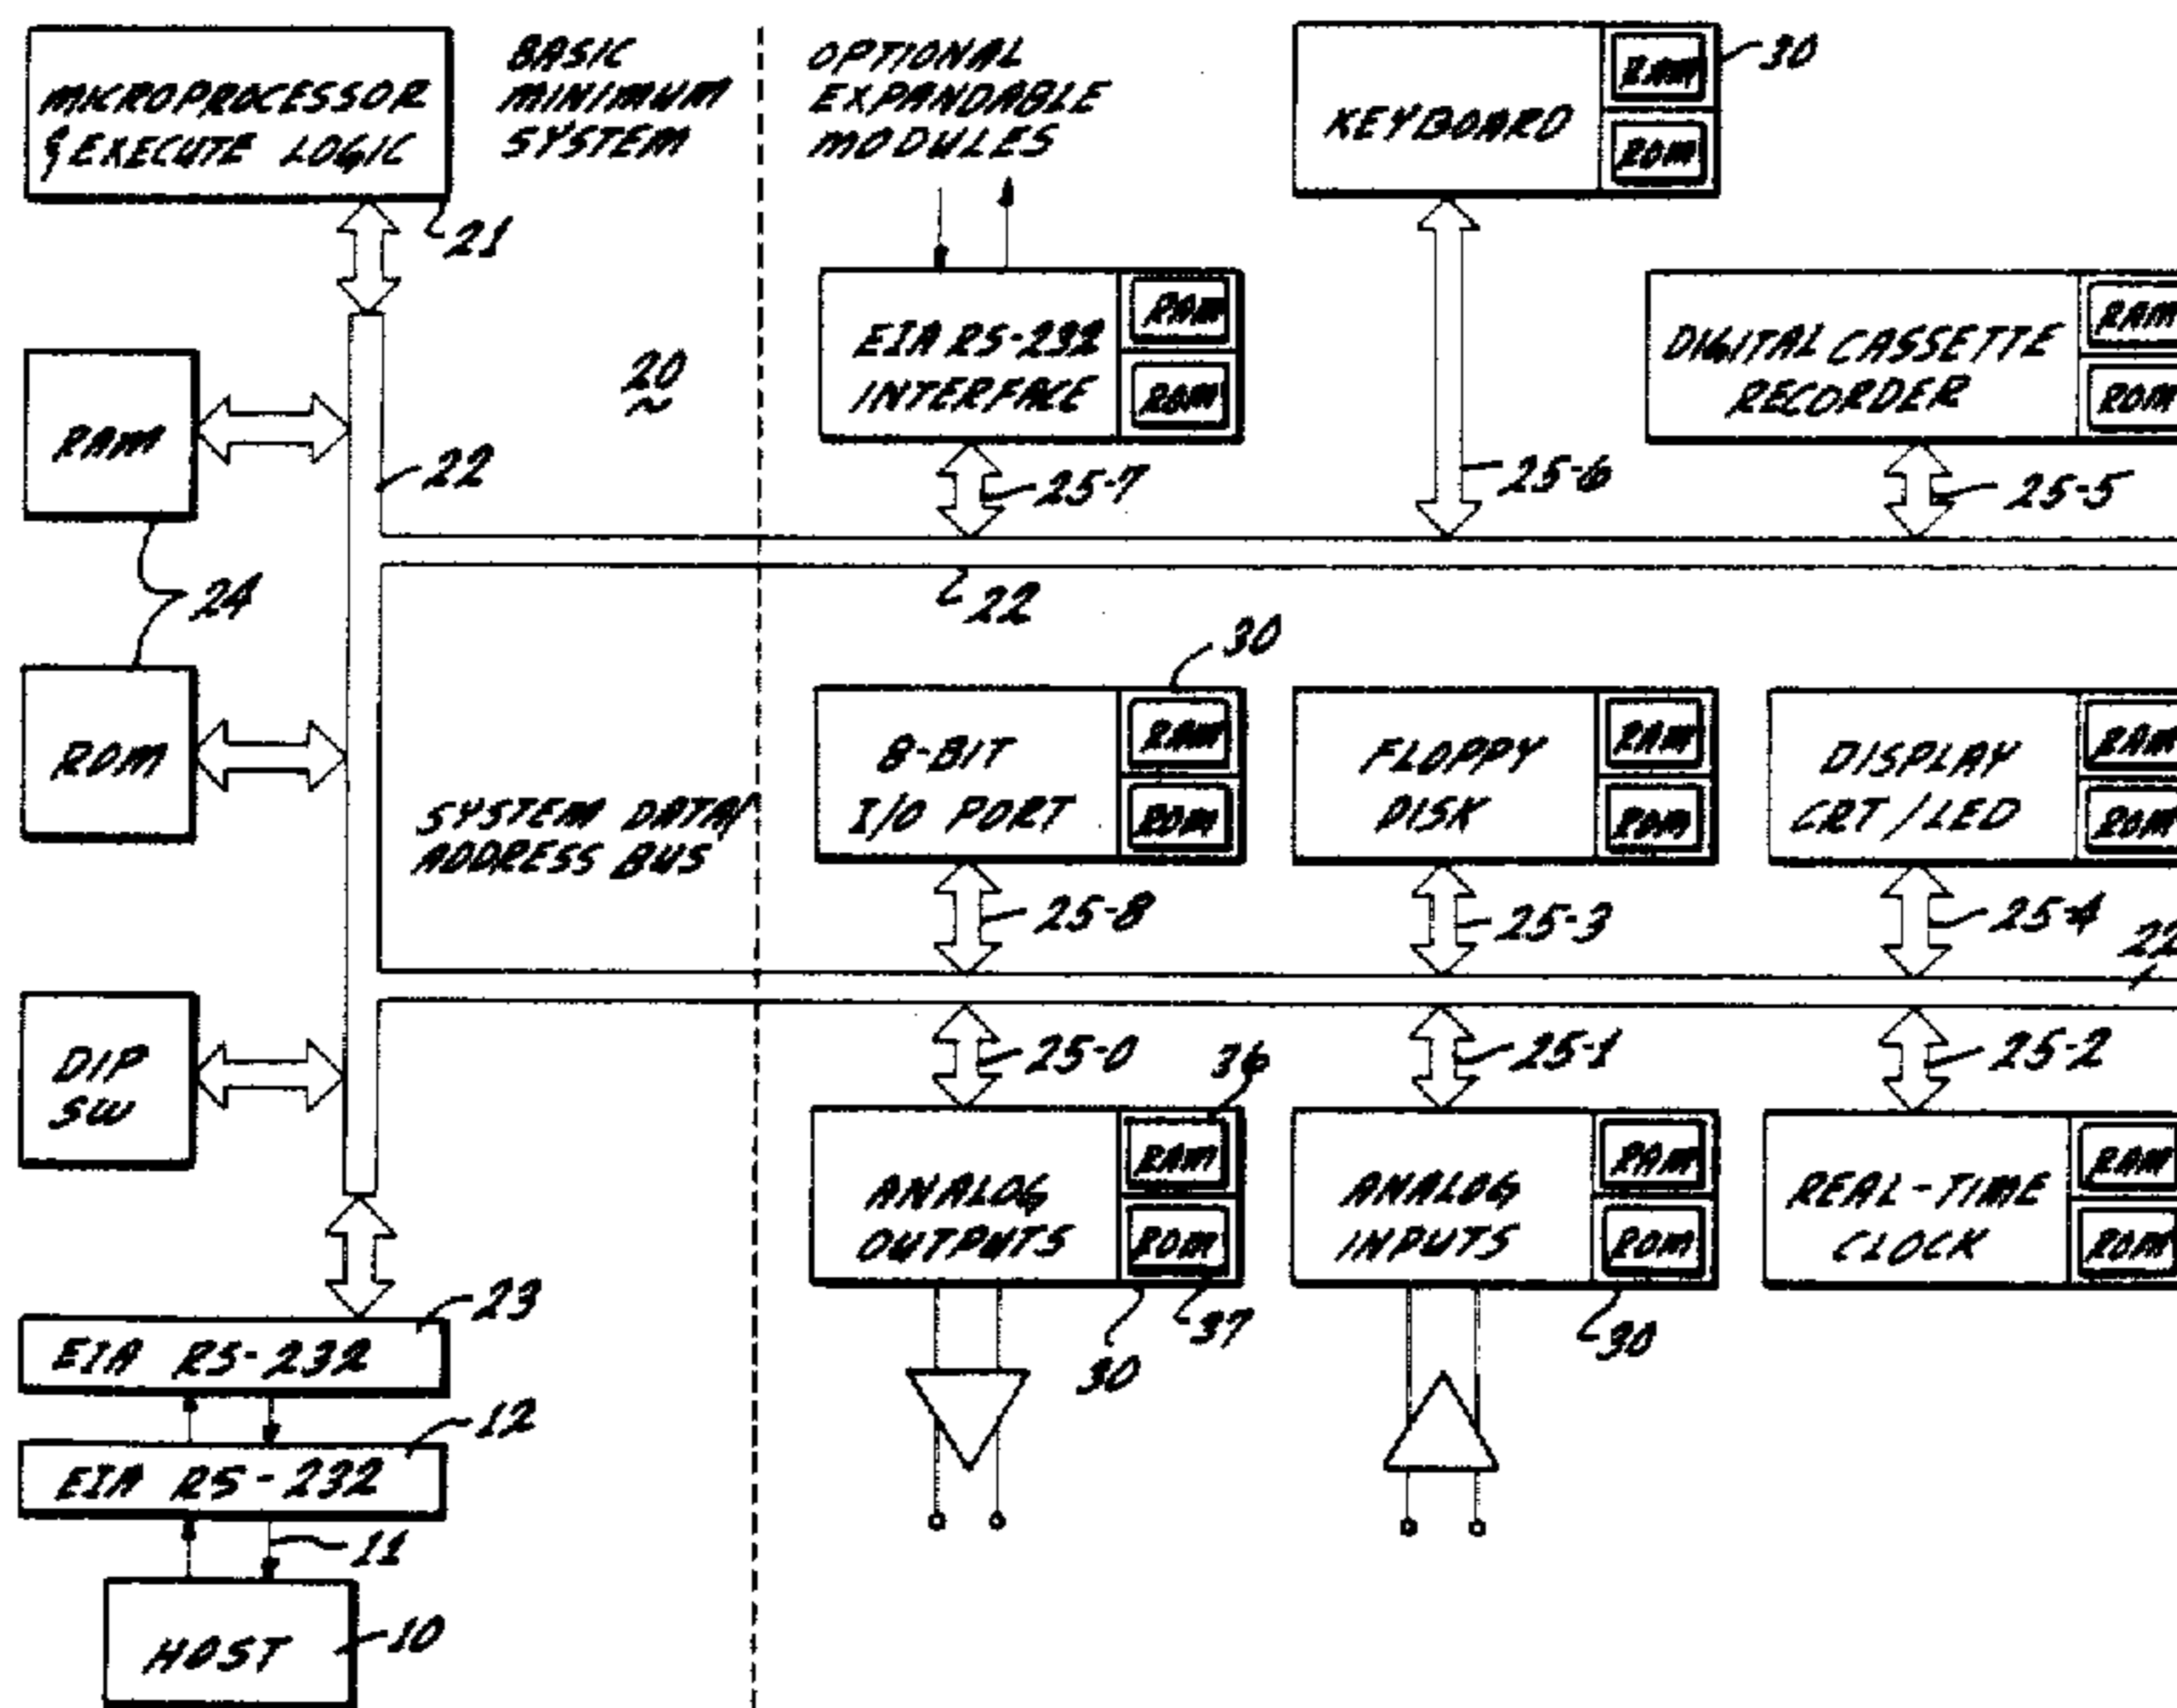 MICROPROCESSOR
& EXECUTE LOGIC
21
BASIC
MINIMUM
SYSTEM
OPTIONAL
EXPANDABLE
MODULES
KEYBOARD
RAM
ROM
30
EIA RS-232
INTERFACE
RAM
ROM
DIGITAL CASSETTE
RECORDER
RAM
ROM
20
RAM
22
25-7
25-6
25-5
24
22
ROM
SYSTEM DATA/
ADDRESS BUS
30
8-BIT
I/O PORT
RAM
ROM
FLOPPY
DISK
RAM
ROM
DISPLAY
CRT/LED
RAM
ROM
25-8
25-3
25-4
22
DIP
SW
25-0
36
25-1
25-2
ANALOG
OUTPUTS
RAM
ROM
ANALOG
INPUTS
RAM
ROM
REAL-TIME
CLOCK
RAM
ROM
30
37
30
23
EIA RS-232
12
EIA RS-232
11
HOST
10